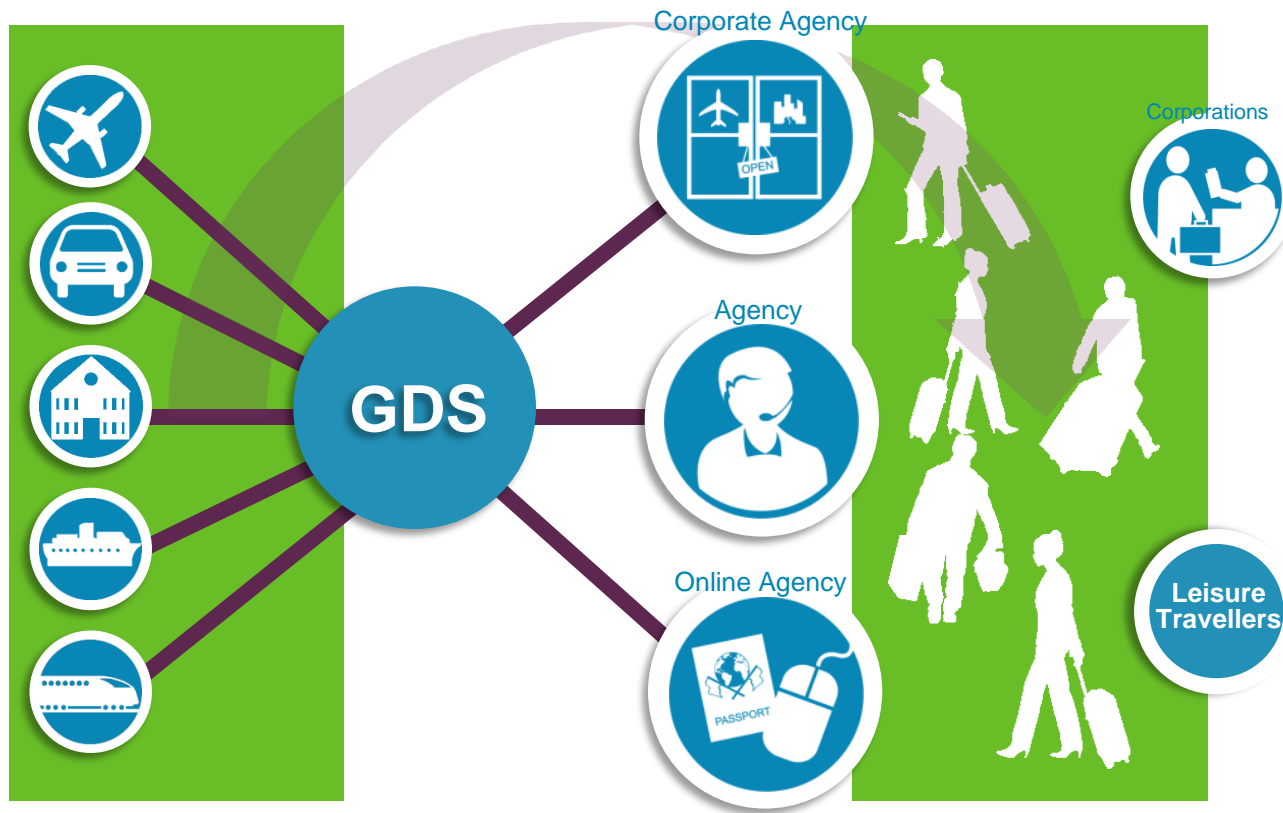 Corporate Agency
OPEN
Corporations
Agency
GDS
Online Agency
PASSPORT
Leisure
Travellers